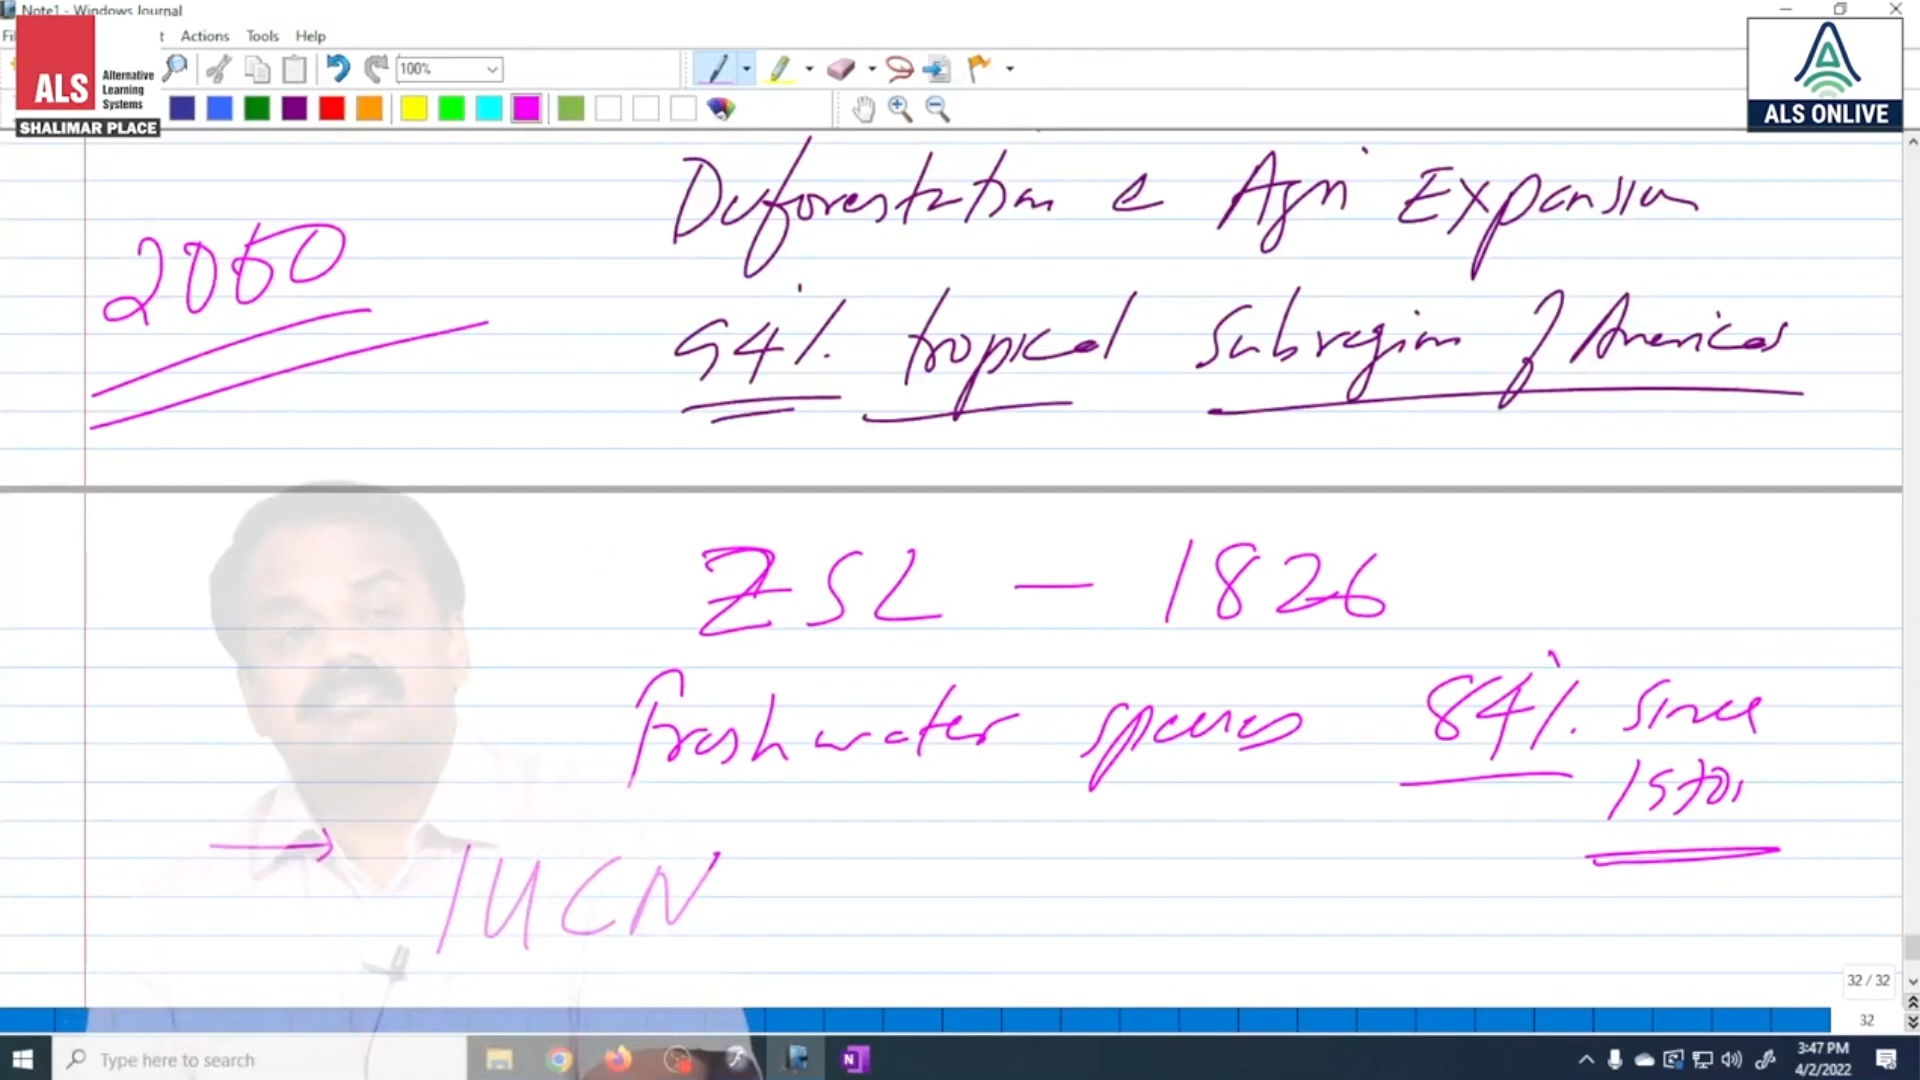 Note1 - Windows Journal
Actions Tools Help
ALS Alternative Learning Systems
SHALIMAR PLACE
100%
ALS ONLIVE
Deforestation & Agri Expansion
2050
94% tropical Subregion of Americas
ZSL - 1826
Freshwater species 84% since
1970s
→ IUCN
32 / 32
32
Type here to search
3:47 PM
4/2/2022